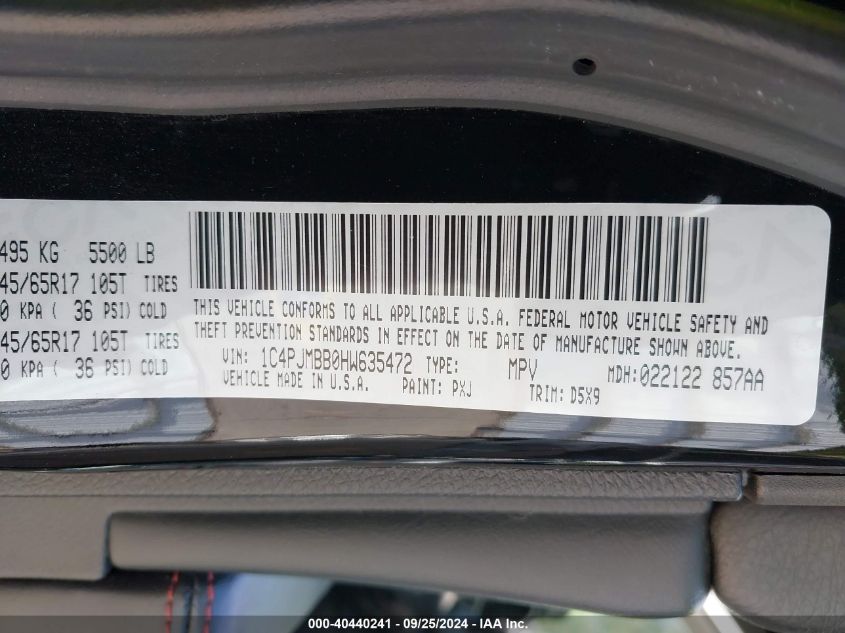 495 KG 5500 LB
45/65R17 105T TIRES
0 KPA ( 36 PSI) COLD
45/65R17 105T TIRES
0 KPA ( 36 PSI) COLD
THIS VEHICLE CONFORMS TO ALL APPLICABLE U.S.A. FEDERAL MOTOR VEHICLE SAFETY AND
THEFT PREVENTION STANDARDS IN EFFECT ON THE DATE OF MANUFACTURE SHOWN ABOVE.
VIN: 1C4PJMBB0HW635472 TYPE: MPV MDH:022122 857AA
VEHICLE MADE IN U.S.A. PAINT: PXJ TRIM: D5X9
000-40440241 - 09/25/2024 - IAA Inc.